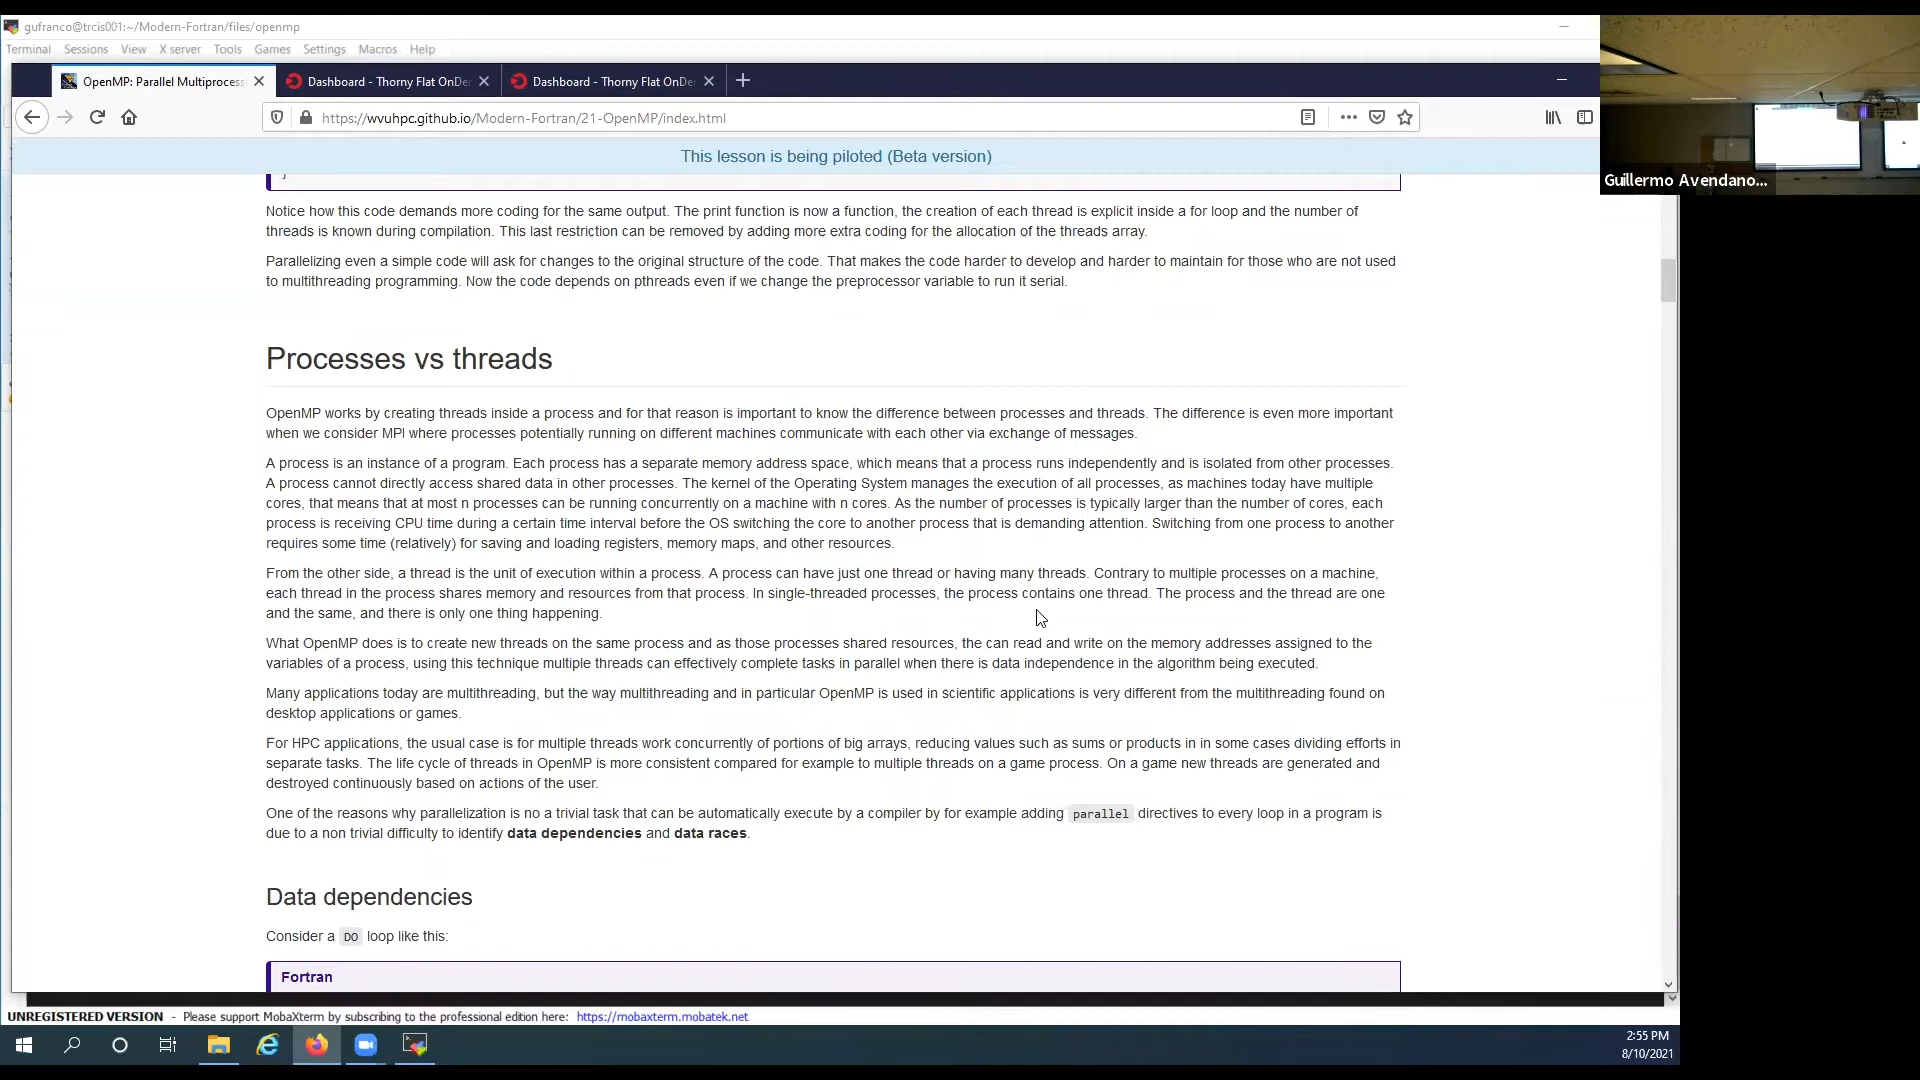 gufranco@trcis001:~/Modern-Fortran/files/openmp
Terminal Sessions View X server Tools Games Settings Macros Help
OpenMP: Parallel Multiprocess
Dashboard - Thorny Flat OnDe
Dashboard - Thorny Flat OnDe
https://wvuhpc.github.io/Modern-Fortran/21-OpenMP/index.html
This lesson is being piloted (Beta version)
Guillermo Avendano...
Notice how this code demands more coding for the same output. The print function is now a function, the creation of each thread is explicit inside a for loop and the number of
threads is known during compilation. This last restriction can be removed by adding more extra coding for the allocation of the threads array.
Parallelizing even a simple code will ask for changes to the original structure of the code. That makes the code harder to develop and harder to maintain for those who are not used
to multithreading programming. Now the code depends on pthreads even if we change the preprocessor variable to run it serial.
Processes vs threads
OpenMP works by creating threads inside a process and for that reason is important to know the difference between processes and threads. The difference is even more important
when we consider MPI where processes potentially running on different machines communicate with each other via exchange of messages.
A process is an instance of a program. Each process has a separate memory address space, which means that a process runs independently and is isolated from other processes.
A process cannot directly access shared data in other processes. The kernel of the Operating System manages the execution of all processes, as machines today have multiple
cores, that means that at most n processes can be running concurrently on a machine with n cores. As the number of processes is typically larger than the number of cores, each
process is receiving CPU time during a certain time interval before the OS switching the core to another process that is demanding attention. Switching from one process to another
requires some time (relatively) for saving and loading registers, memory maps, and other resources.
From the other side, a thread is the unit of execution within a process. A process can have just one thread or having many threads. Contrary to multiple processes on a machine,
each thread in the process shares memory and resources from that process. In single-threaded processes, the process contains one thread. The process and the thread are one
and the same, and there is only one thing happening.
What OpenMP does is to create new threads on the same process and as those processes shared resources, the can read and write on the memory addresses assigned to the
variables of a process, using this technique multiple threads can effectively complete tasks in parallel when there is data independence in the algorithm being executed.
Many applications today are multithreading, but the way multithreading and in particular OpenMP is used in scientific applications is very different from the multithreading found on
desktop applications or games.
For HPC applications, the usual case is for multiple threads work concurrently of portions of big arrays, reducing values such as sums or products in in some cases dividing efforts in
separate tasks. The life cycle of threads in OpenMP is more consistent compared for example to multiple threads on a game process. On a game new threads are generated and
destroyed continuously based on actions of the user.
One of the reasons why parallelization is no a trivial task that can be automatically execute by a compiler by for example adding parallel directives to every loop in a program is
due to a non trivial difficulty to identify data dependencies and data races.
Data dependencies
Consider a DO loop like this:
Fortran
UNREGISTERED VERSION - Please support MobaXterm by subscribing to the professional edition here: https://mobaxterm.mobatek.net
2:55 PM
8/10/2021